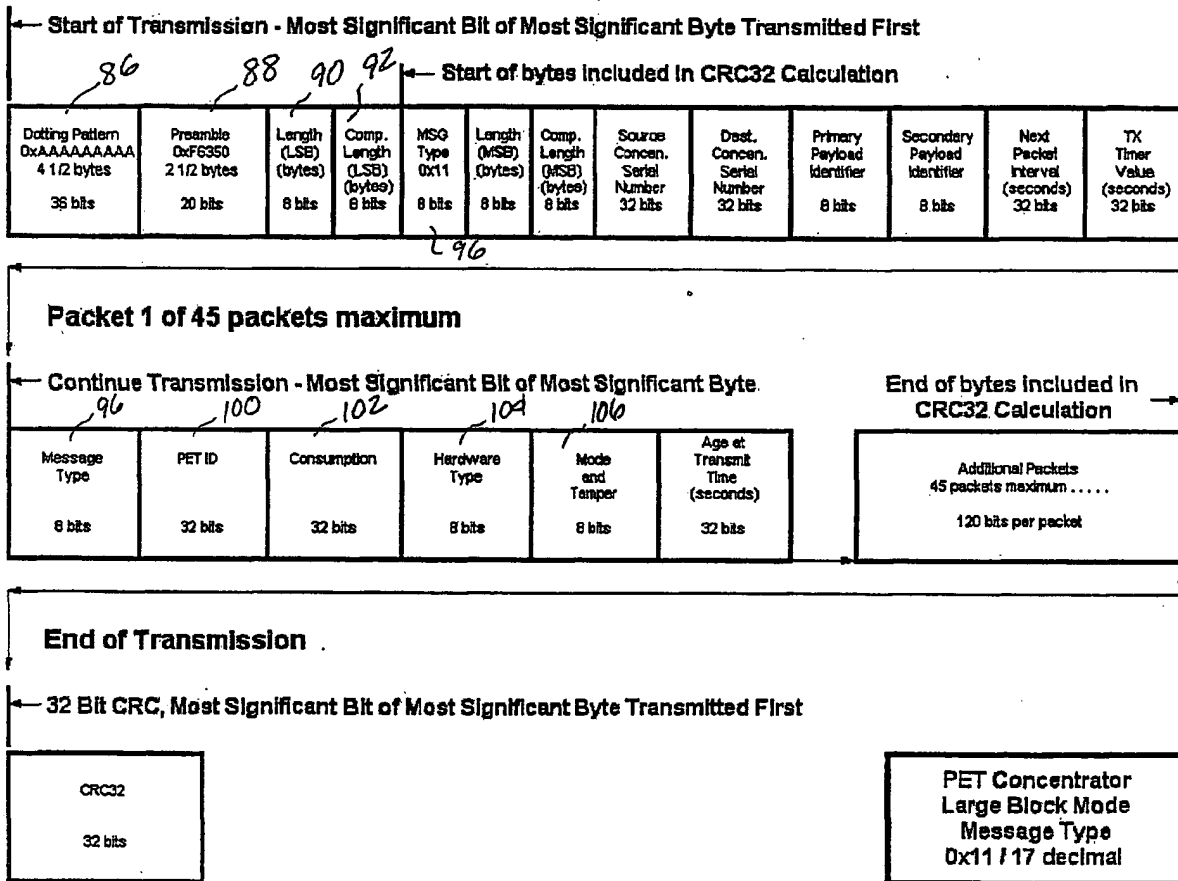 Start of Transmission - Most Significant Bit of Most Significant Byte Transmitted First
86
88
90
92
Start of bytes included in CRC32 Calculation
Dotting Pattern
0xAAAAAAAAA
4 1/2 bytes
36 bits
Preamble
0xF6350
2 1/2 bytes
20 bits
Length
(LSB)
(bytes)
8 bits
Comp.
Length
(LSB)
(bytes)
8 bits
MSG
Type
0x11
8 bits
Length
(MSB)
(bytes)
8 bits
Comp.
Length
(MSB)
(bytes)
8 bits
Source
Concen.
Serial
Number
32 bits
Dest.
Concen.
Serial
Number
32 bits
Primary
Payload
Identifier
8 bits
Secondary
Payload
Identifier
8 bits
Next
Packet
Interval
(seconds)
32 bits
TX
Timer
Value
(seconds)
32 bits
96
Packet 1 of 45 packets maximum
Continue Transmission - Most Significant Bit of Most Significant Byte.
End of bytes included in
CRC32 Calculation
96
100
102
104
106
Message
Type
8 bits
PET ID
32 bits
Consumption
32 bits
Hardware
Type
8 bits
Mode
and
Tamper
8 bits
Age at
Transmit
Time
(seconds)
32 bits
Additional Packets
45 packets maximum .....
120 bits per packet
End of Transmission
32 Bit CRC, Most Significant Bit of Most Significant Byte Transmitted First
CRC32
32 bits
PET Concentrator
Large Block Mode
Message Type
0x11 / 17 decimal